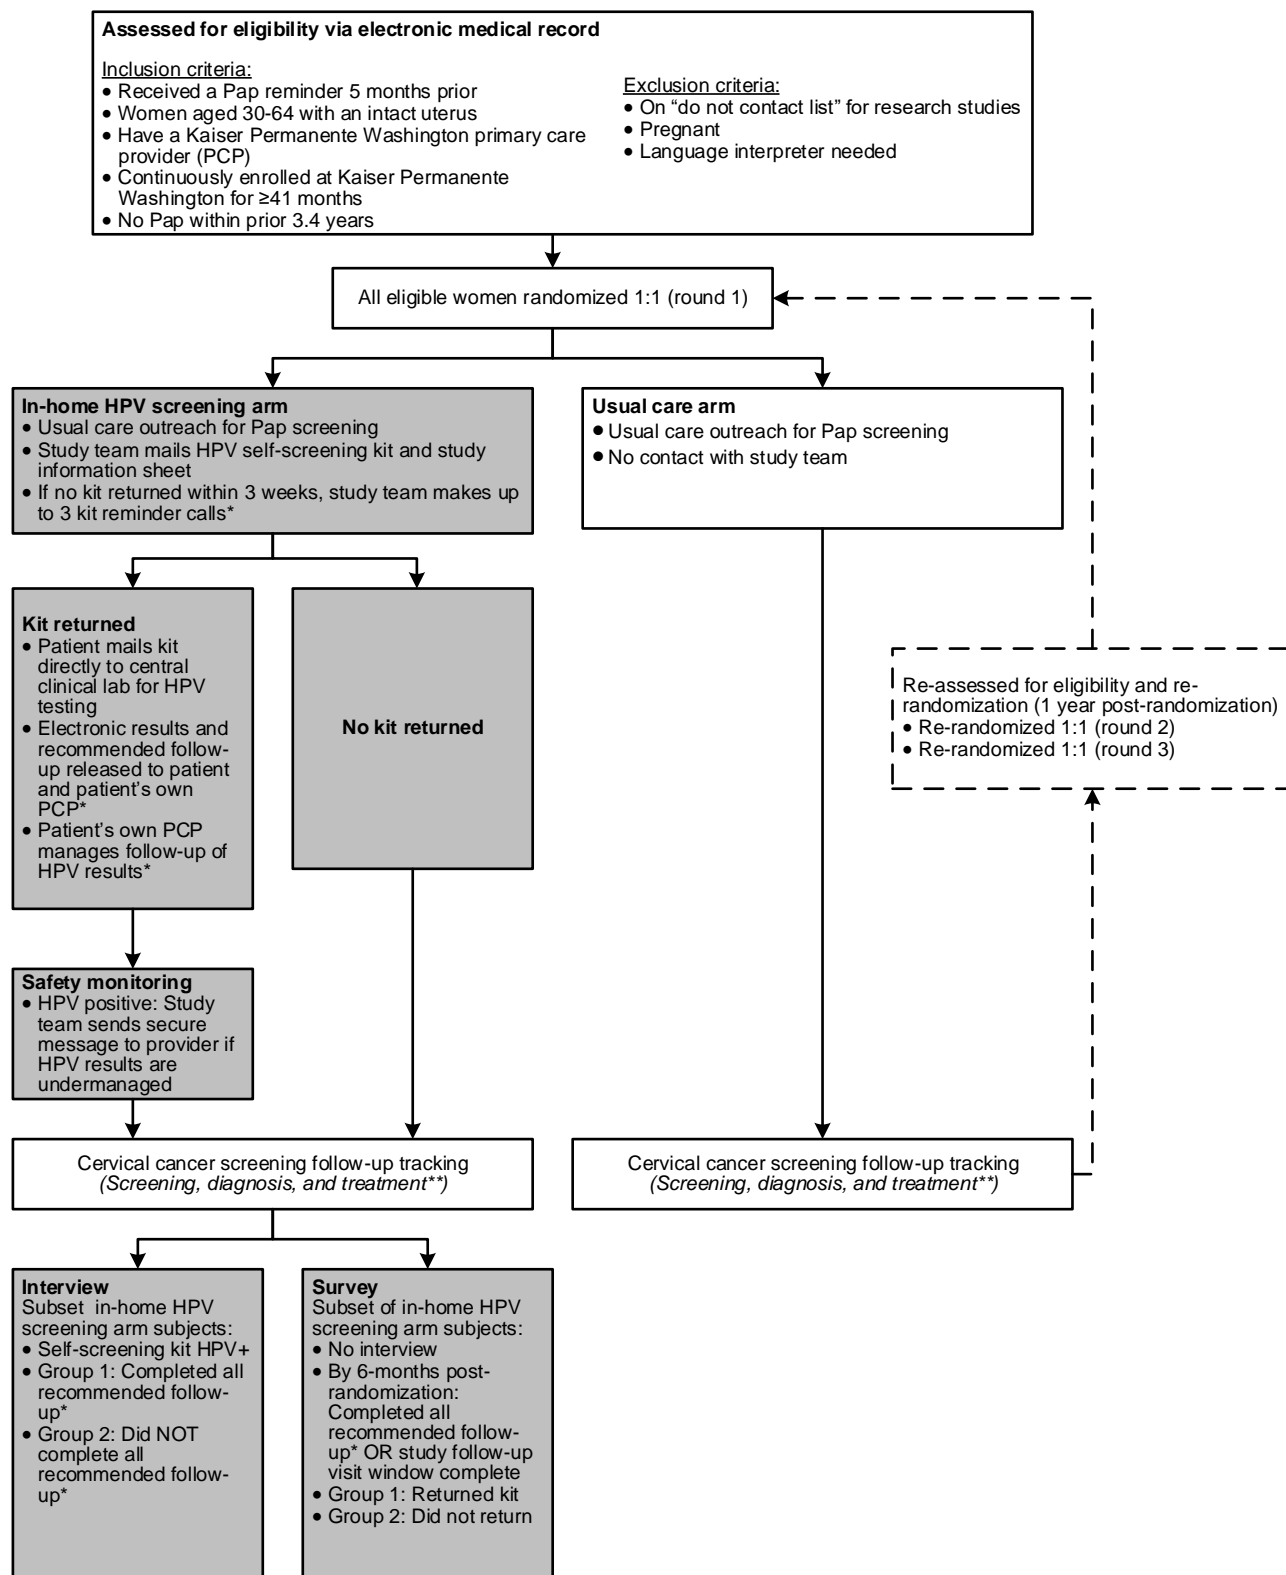 Assessed for eligibility via electronic medical record
Inclusion criteria:
• Received a Pap reminder 5 months prior
• Women aged 30-64 with an intact uterus
• Have a Kaiser Permanente Washington primary care
provider (PCP)
• Continuously enrolled at Kaiser Permanente
Washington for ≥41 months
• No Pap within prior 3.4 years
Exclusion criteria:
• On “do not contact list” for research studies
• Pregnant
• Language interpreter needed
All eligible women randomized 1:1 (round 1)
In-home HPV screening arm
• Usual care outreach for Pap screening
• Study team mails HPV self-screening kit and study
information sheet
• If no kit returned within 3 weeks, study team makes up
to 3 kit reminder calls*
Usual care arm
• Usual care outreach for Pap screening
• No contact with study team
Kit returned
• Patient mails kit
directly to central
clinical lab for HPV
testing
• Electronic results and
recommended follow-
up released to patient
and patient’s own
PCP*
• Patient’s own PCP
manages follow-up of
HPV results*
No kit returned
Re-assessed for eligibility and re-
randomization (1 year post-randomization)
• Re-randomized 1:1 (round 2)
• Re-randomized 1:1 (round 3)
Safety monitoring
• HPV positive: Study
team sends secure
message to provider if
HPV results are
undermanaged
Cervical cancer screening follow-up tracking
(Screening, diagnosis, and treatment**)
Cervical cancer screening follow-up tracking
(Screening, diagnosis, and treatment**)
Interview
Subset in-home HPV
screening arm subjects:
• Self-screening kit HPV+
• Group 1: Completed all
recommended follow-
up*
• Group 2: Did NOT
complete all
recommended follow-
up*
Survey
Subset of in-home HPV
screening arm subjects:
• No interview
• By 6-months post-
randomization:
Completed all
recommended follow-
up* OR study follow-up
visit window complete
• Group 1: Returned kit
• Group 2: Did not return